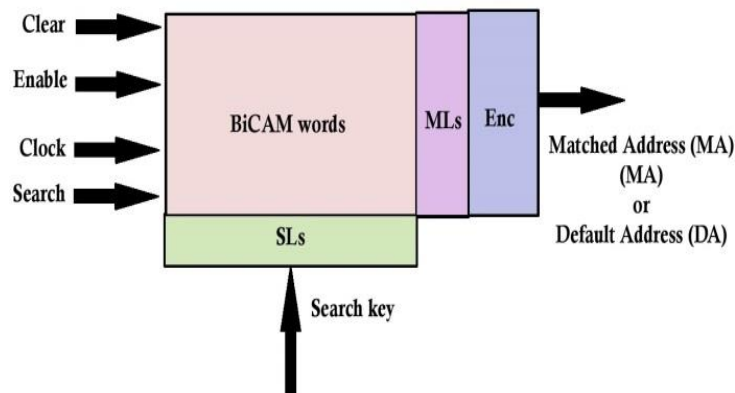 Clear
Enable
Clock
Search
BiCAM words
MLs
Enc
SLs
Search key
Matched Address (MA)
(MA)
or
Default Address (DA)